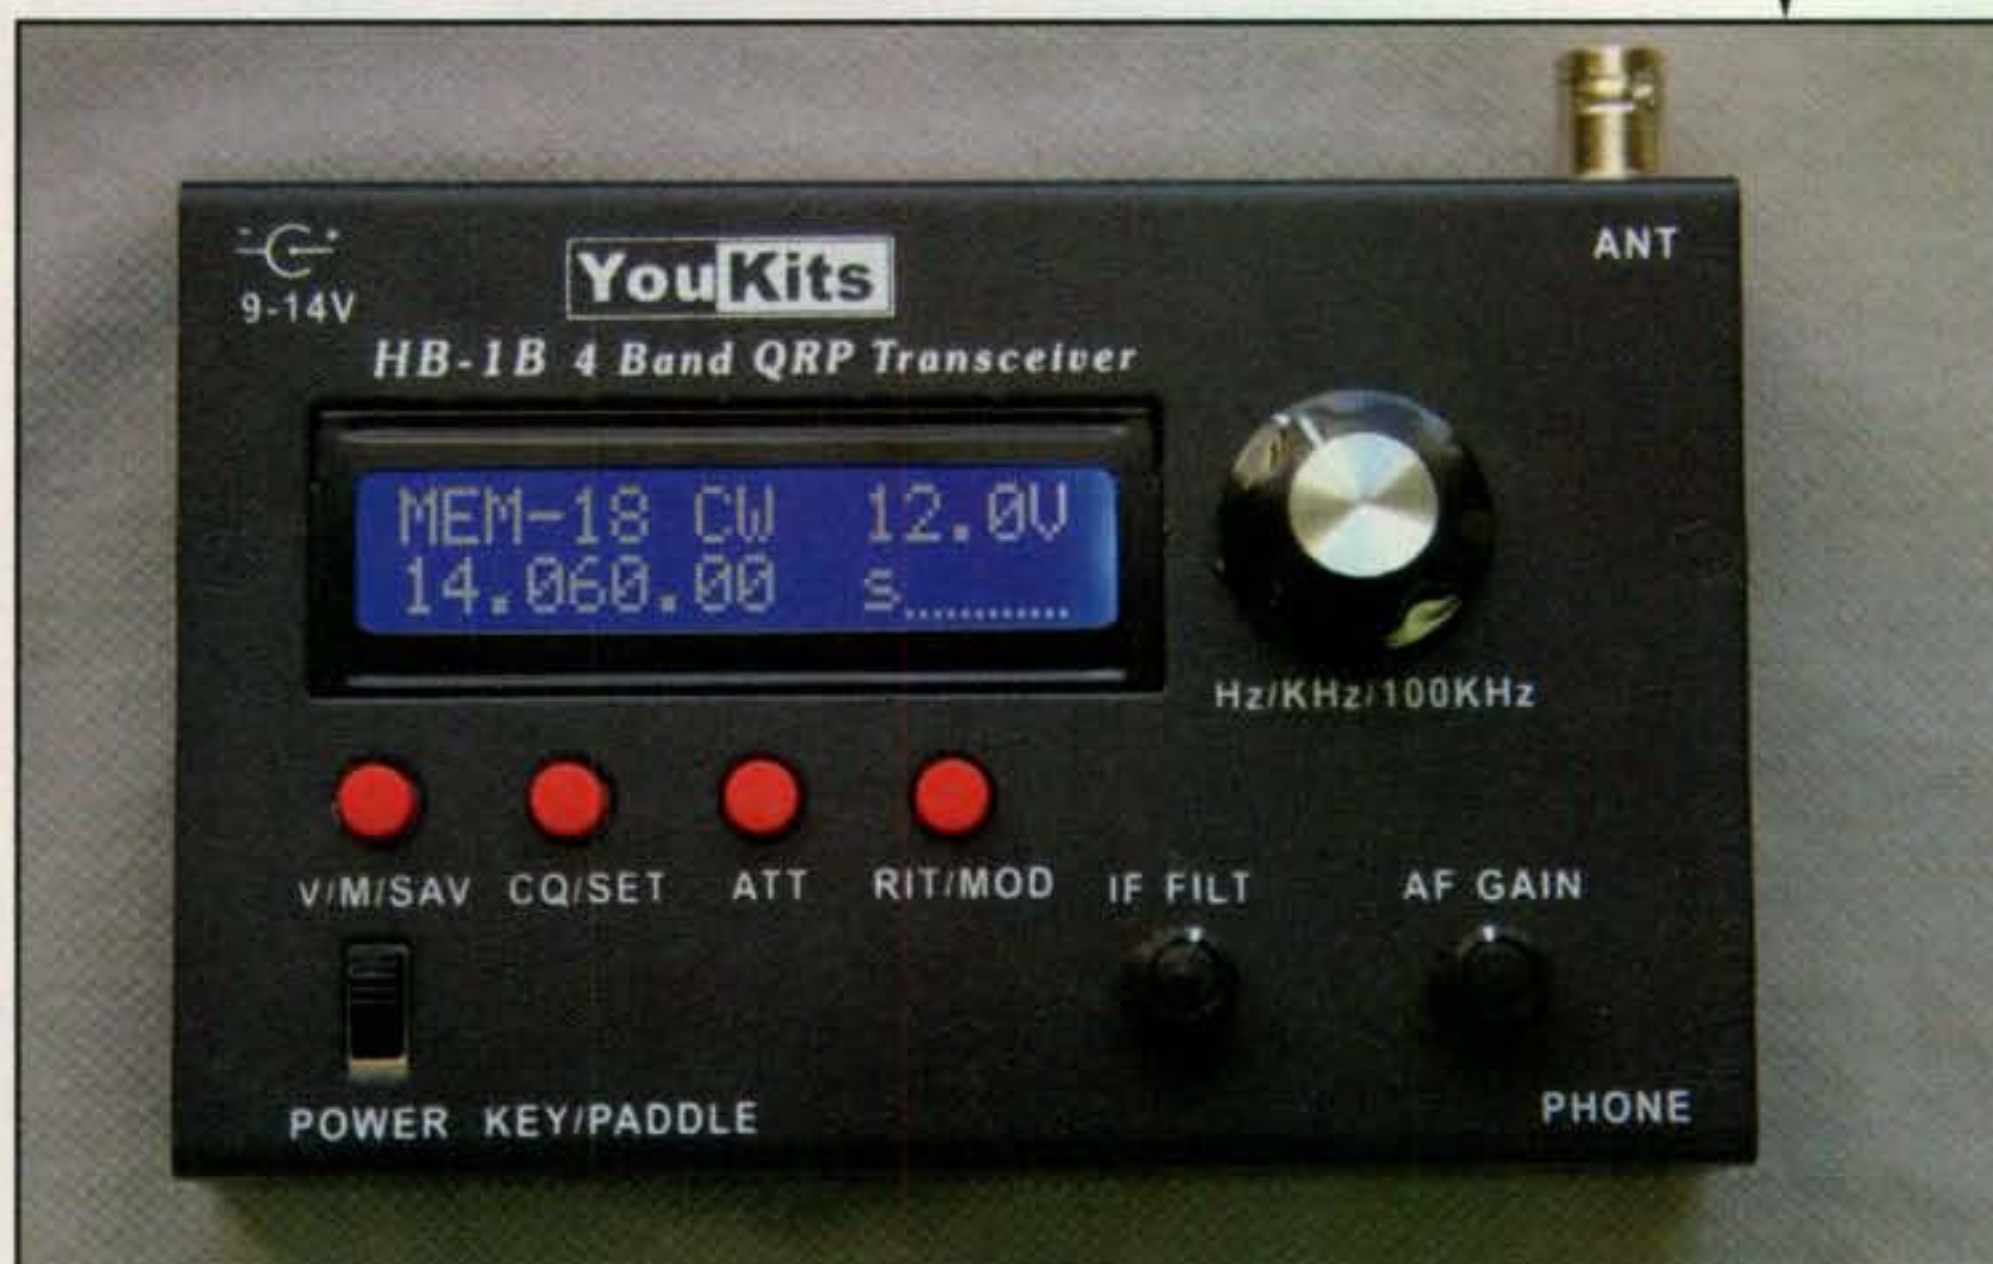 - +
9-14V
YouKits
ANT
HB-1B 4 Band QRP Transceiver
MEM-18 CW 12.0V
14.060.00 s............
Hz/KHz/100KHz
V/M/SAV CQ/SET ATT RIT/MOD IF FILT AF GAIN
POWER KEY/PADDLE PHONE